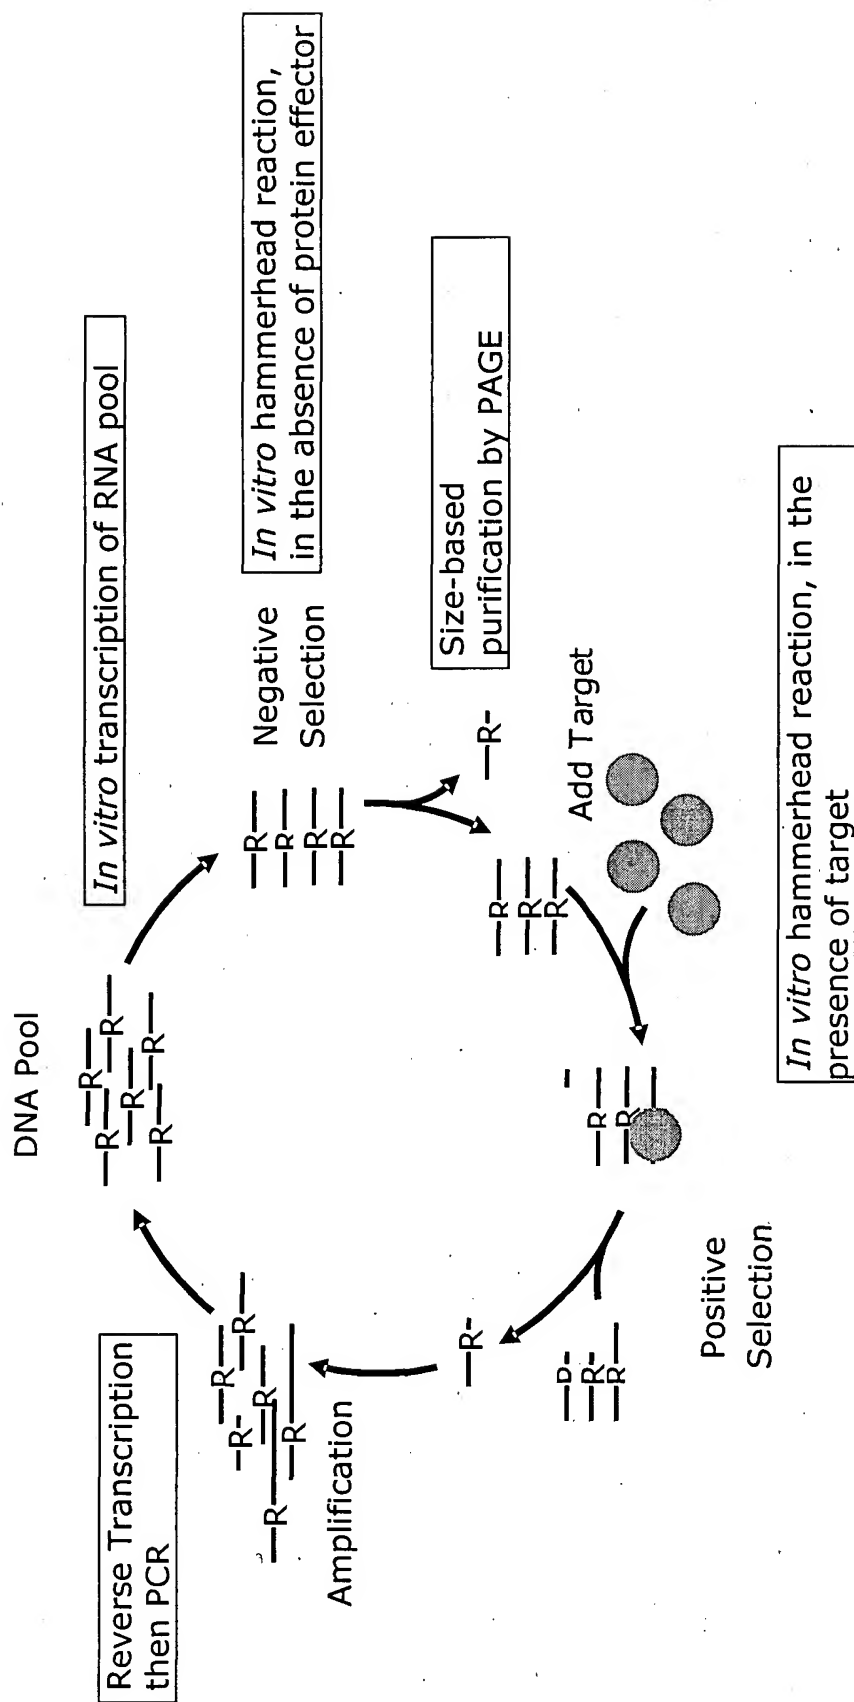 DNA Pool
In vitro transcription of RNA pool
—R—
—R—
—R—
—R—
—R—
—R—
—R—
Negative
Selection
In vitro hammerhead reaction,
in the absence of protein effector
—R—
—R—
—R—
—R—
Size-based
purification by PAGE
—R-
—R—
—R—
—R—
Add Target
In vitro hammerhead reaction, in the
presence of target
—R—
—R
Positive
Selection
—R-
—R-
—R—
—R-
Amplification
—R—
—R—
-R-
—R—
—R—
—R—
Reverse Transcription
then PCR